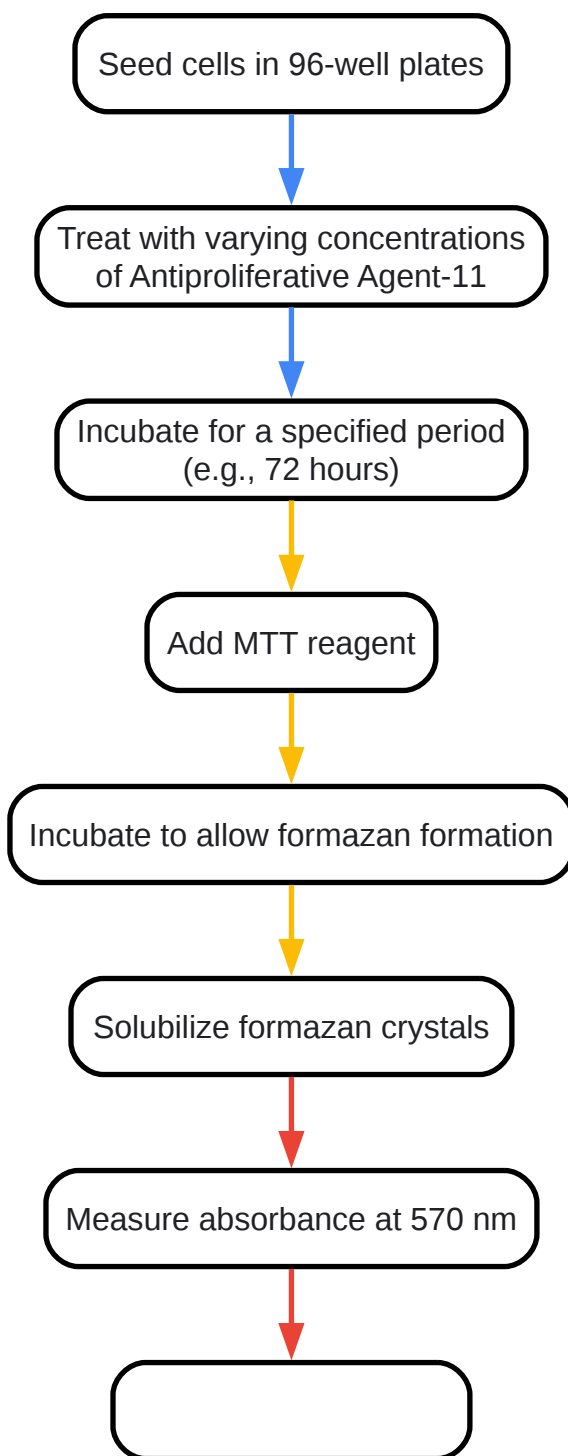 Seed cells in 96-well plates
Treat with varying concentrations
of Antiproliferative Agent-11
Incubate for a specified period
(e.g., 72 hours)
Add MTT reagent
Incubate to allow formazan formation
Solubilize formazan crystals
Measure absorbance at 570 nm